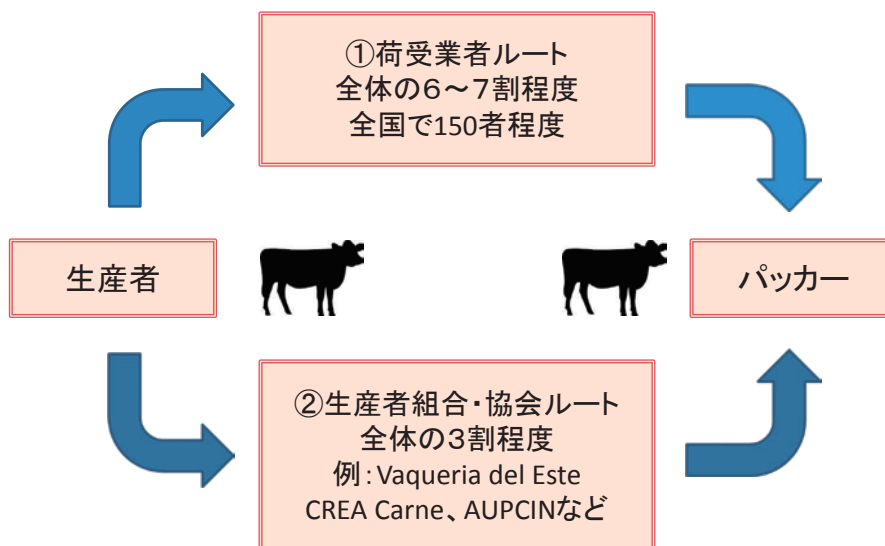 ①荷受業者ルート
全体の6～7割程度
全国で150者程度
生産者
パッカー
②生産者組合・協会ルート
全体の3割程度
例：Vaqueria del Este
CREA Carne、AUPCINなど